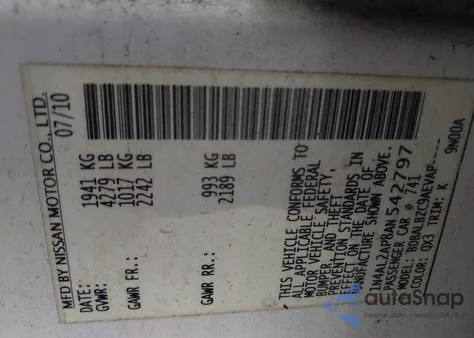 MFD BY NISSAN MOTOR CO., LTD.
DATE: 07/10
GVWR: 1941 KG
4279 LB
GAWR FR.: 1017 KG
2242 LB
GAWR RR.: 993 KG
2189 LB
THIS VEHICLE CONFORMS TO
ALL APPLICABLE FEDERAL
MOTOR VEHICLE SAFETY,
BUMPER, AND THEFT
PREVENTION STANDARDS IN
EFFECT ON THE DATE OF
MANUFACTURE SHOWN ABOVE.
1N4AL2AP8AN542797
PASSENGER CAR # 741
MODEL: BDBALBZC9AEVAP----
COLOR: QX3 TRIM: K
9N00A
autoSnap